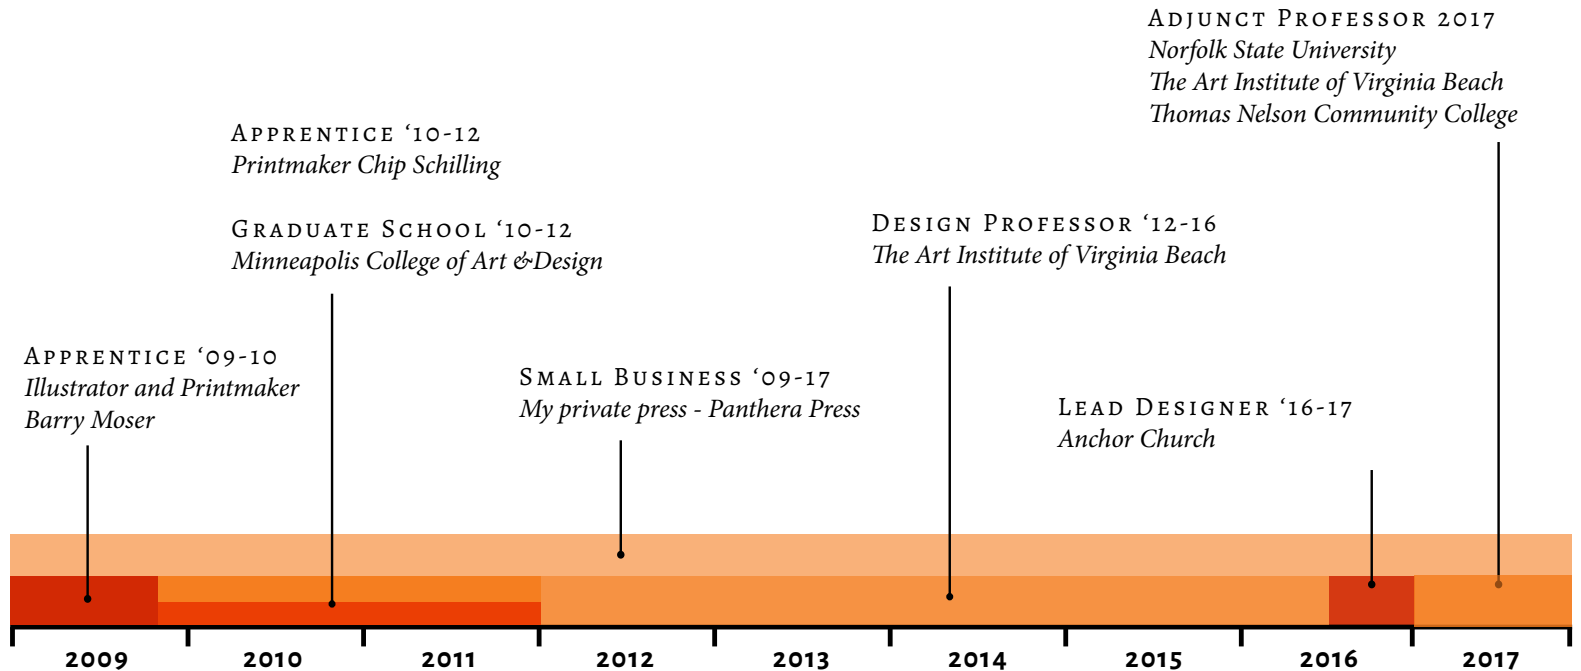 ADJUNCT PROFESSOR 2017
Norfolk State University
The Art Institute of Virginia Beach
Thomas Nelson Community College
APPRENTICE ‘10-12
Printmaker Chip Schilling
GRADUATE SCHOOL ‘10-12
Minneapolis College of Art &Design
DESIGN PROFESSOR ‘12-16
The Art Institute of Virginia Beach
APPRENTICE ‘09-10
Illustrator and Printmaker
Barry Moser
SMALL BUSINESS ‘09-17
My private press - Panthera Press
LEAD DESIGNER ‘16-17
Anchor Church
2009 2010 2011 2012 2013 2014 2015 2016 2017